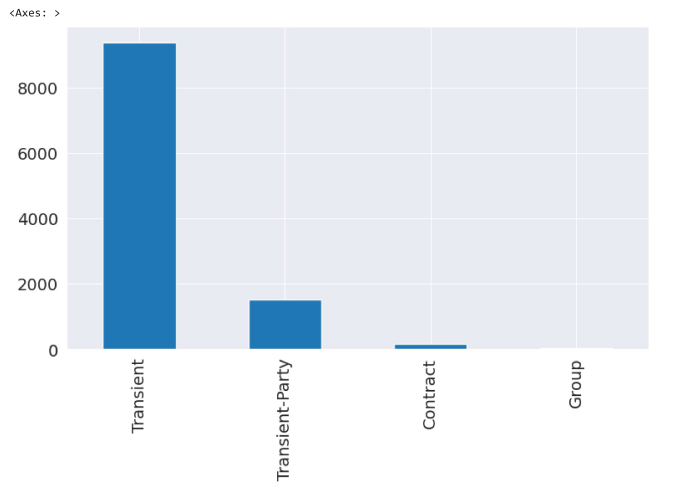 <Axes: >
8000
6000
4000
2000
0
Transient
Transient-Party
Contract
Group